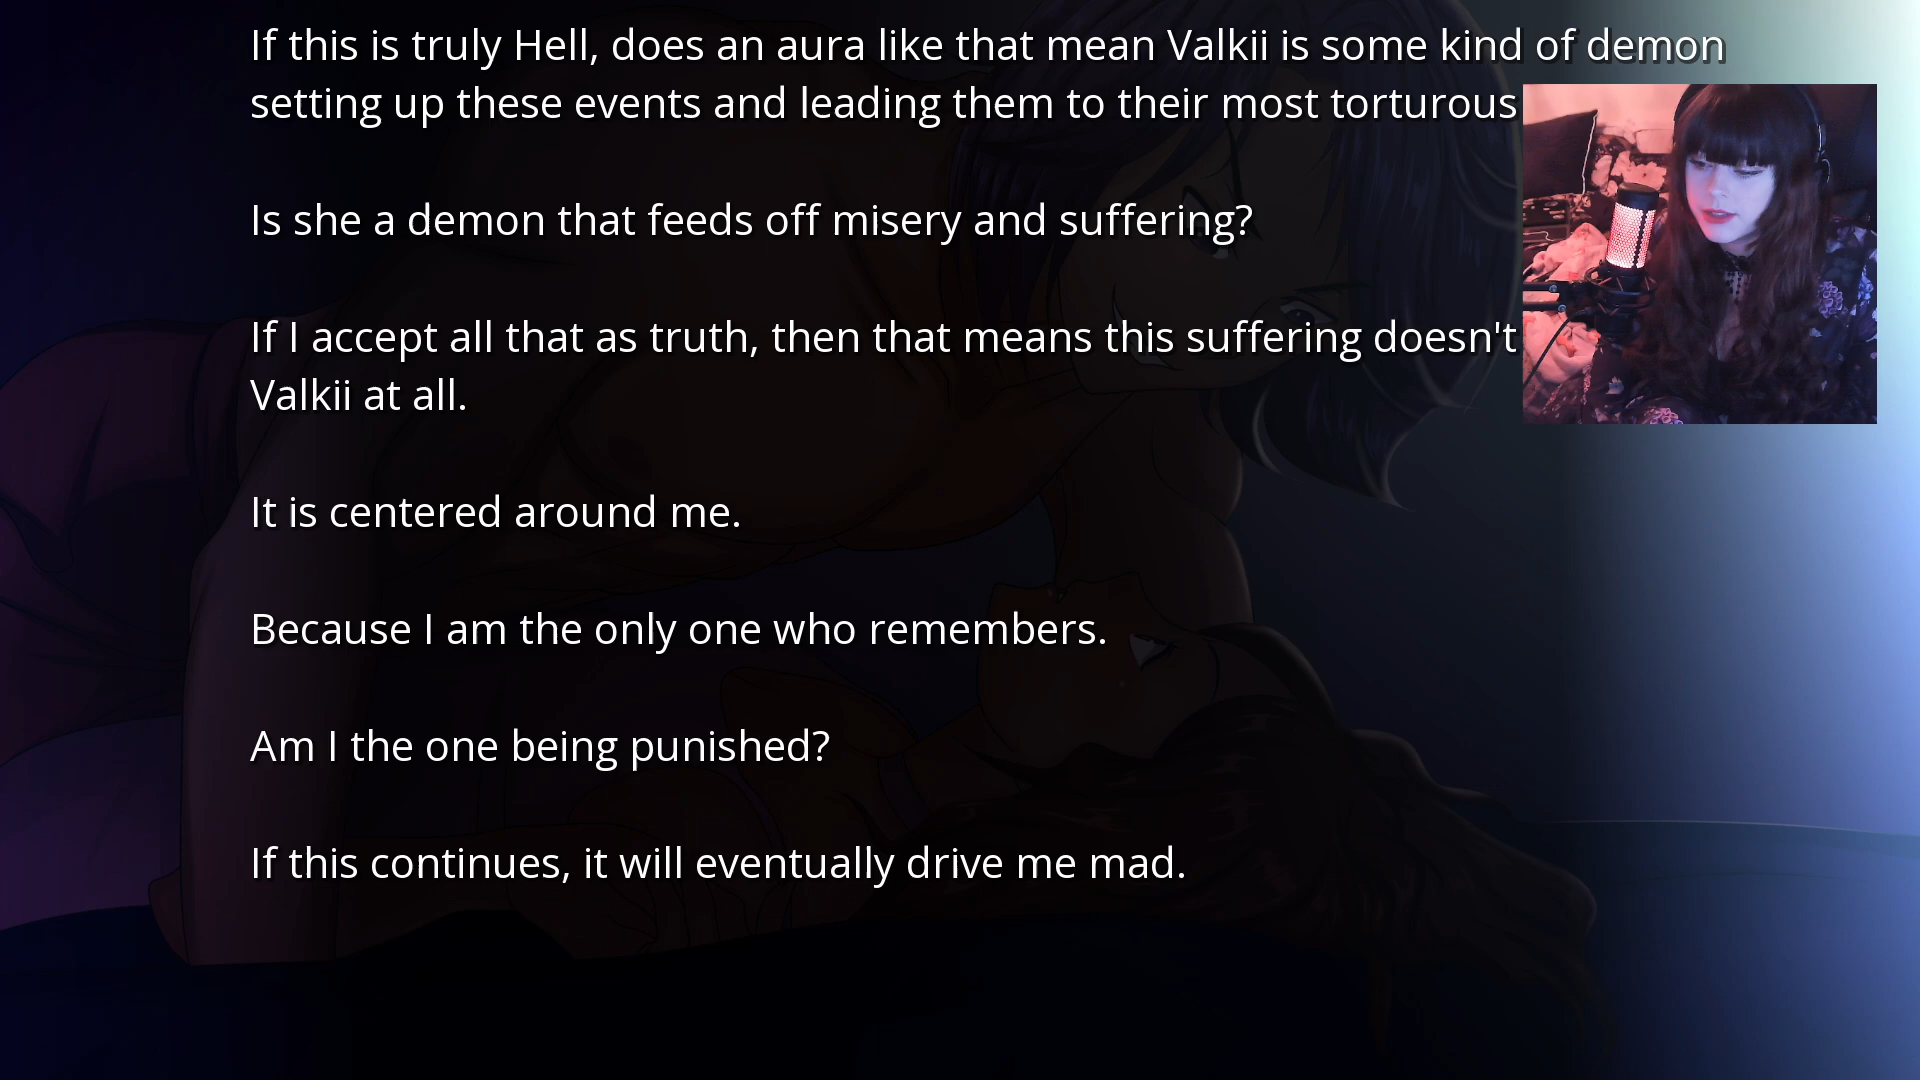 If this is truly Hell, does an aura like that mean Valkii is some kind of demon
setting up these events and leading them to their most torturous
Is she a demon that feeds off misery and suffering?
If I accept all that as truth, then that means this suffering doesn't
Valkii at all.
It is centered around me.
Because I am the only one who remembers.
Am I the one being punished?
If this continues, it will eventually drive me mad.